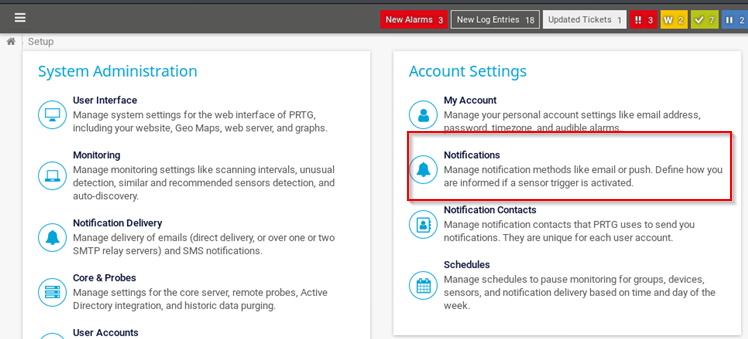 New Alarms 3
New Log Entries 18
Updated Tickets 1
!! 3
W 2
7
2
Setup
System Administration
User Interface
Manage system settings for the web interface of PRTG,
including your website, Geo Maps, web server, and graphs.
Monitoring
Manage monitoring settings like scanning intervals, unusual
detection, similar and recommended sensors detection, and
auto-discovery.
Notification Delivery
Manage delivery of emails (direct delivery, or over one or two
SMTP relay servers) and SMS notifications.
Core & Probes
Manage settings for the core server, remote probes, Active
Directory integration, and historic data purging.
User Accounts
Account Settings
My Account
Manage your personal account settings like email address,
password, timezone, and audible alarms.
Notifications
Manage notification methods like email or push. Define how you
are informed if a sensor trigger is activated.
Notification Contacts
Manage notification contacts that PRTG uses to send you
notifications. They are unique for each user account.
Schedules
Manage schedules to pause monitoring for groups, devices,
sensors, and notification delivery based on time and day of the
week.